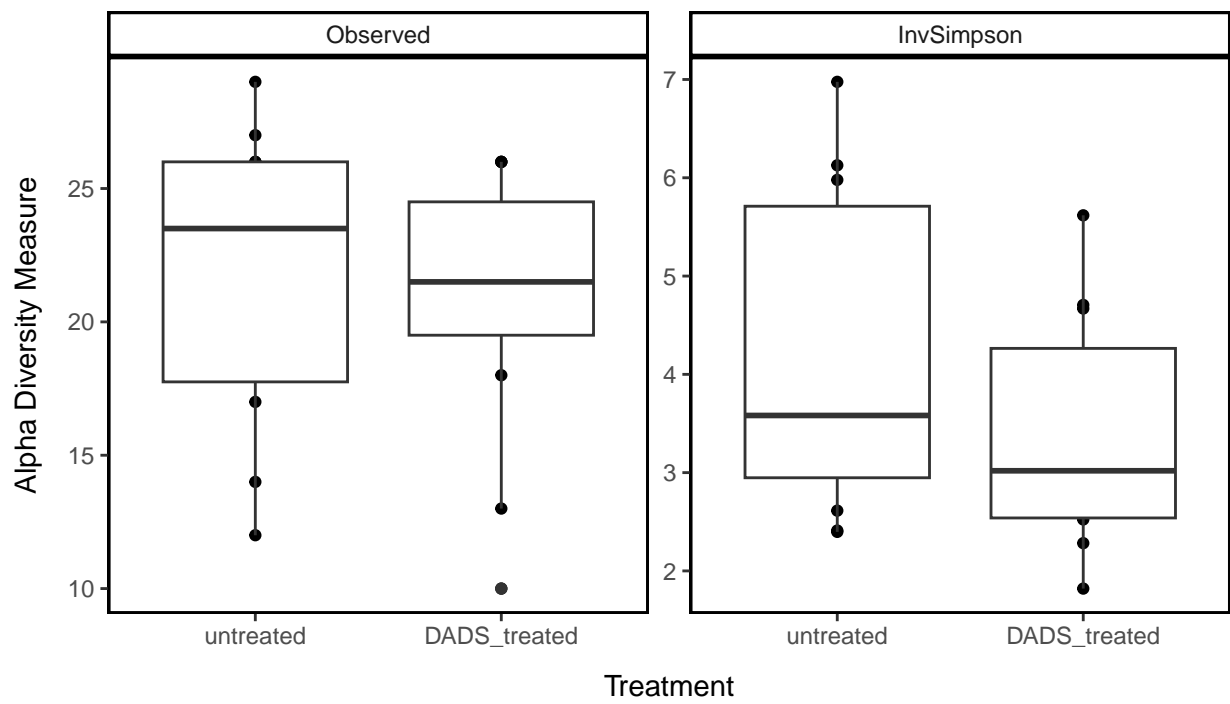 Observed
InvSimpson
Alpha Diversity Measure
25
20
15
10
7
6
5
4
3
2
untreated
DADS_treated
untreated
DADS_treated
Treatment